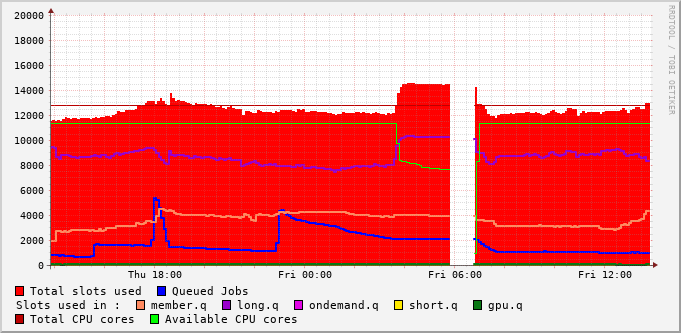 20000
18000
16000
14000
12000
10000
8000
6000
4000
2000
0
Thu 18:00 Fri 00:00 Fri 06:00 Fri 12:00
Total slots used Queued Jobs
Slots used in : member.q long.q ondemand.q short.q gpu.q
Total CPU cores Available CPU cores
RRDTOOL / TOBI OETIKER